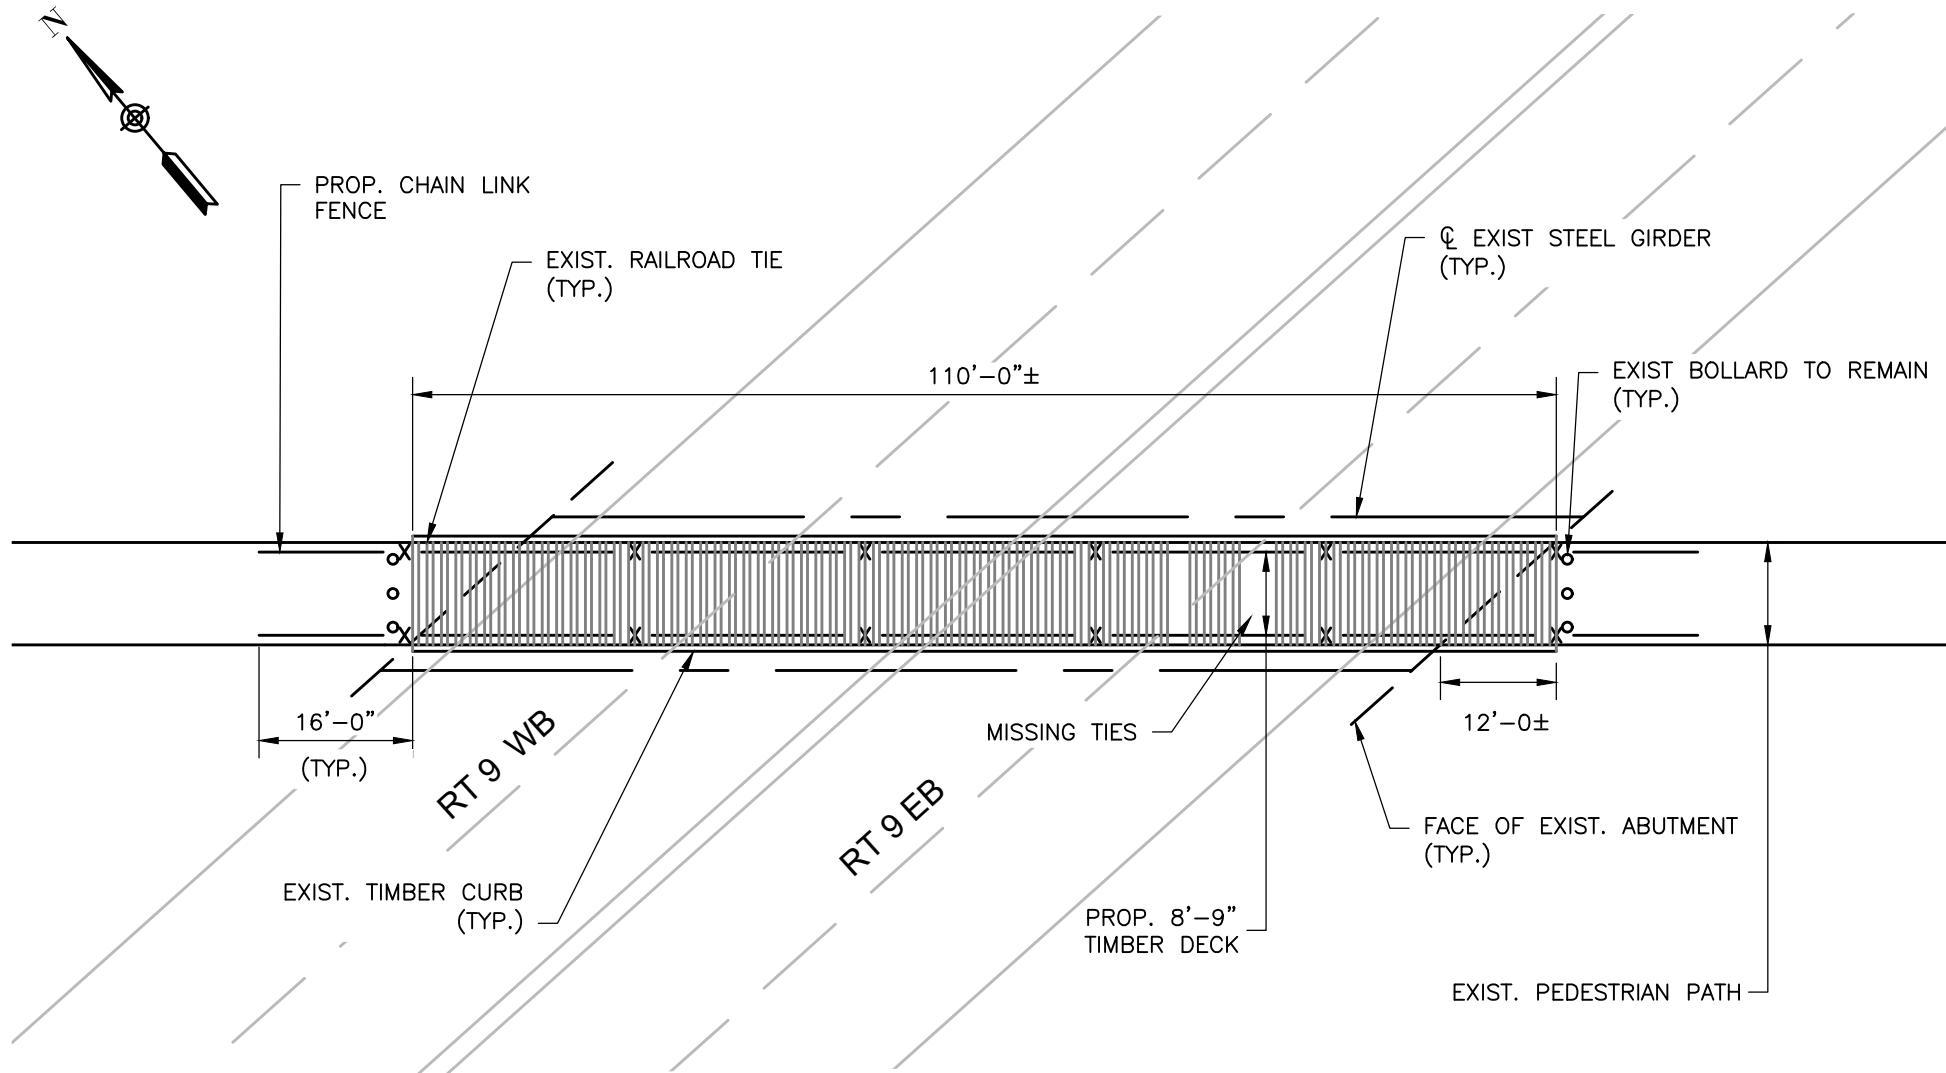 N
PROP. CHAIN LINK
FENCE
EXIST. RAILROAD TIE
(TYP.)
℄ EXIST STEEL GIRDER
(TYP.)
110'-0"±
EXIST BOLLARD TO REMAIN
(TYP.)
16'-0"
(TYP.)
RT 9 WB
MISSING TIES
12'-0±
RT 9 EB
FACE OF EXIST. ABUTMENT
(TYP.)
EXIST. TIMBER CURB
(TYP.)
PROP. 8'-9"
TIMBER DECK
EXIST. PEDESTRIAN PATH